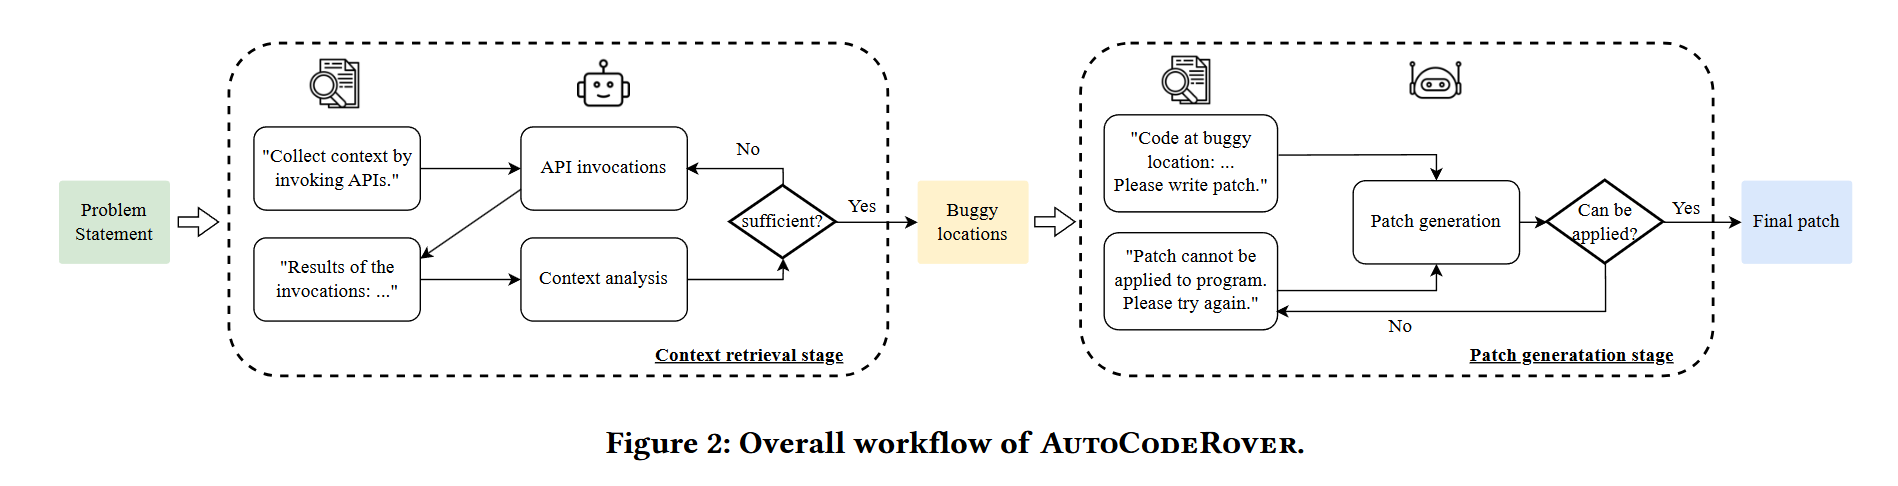 Problem
Statement
"Collect context by
invoking APIs."
API invocations
No
"Results of the
invocations: ..."
Context analysis
sufficient?
Yes
Context retrieval stage
Buggy
locations
"Code at buggy
location: ...
Please write patch."
"Patch cannot be
applied to program.
Please try again."
Patch generation
Can be
applied?
Yes
No
Patch generatation stage
Final patch
Figure 2: Overall workflow of AUTOCODEROVER.